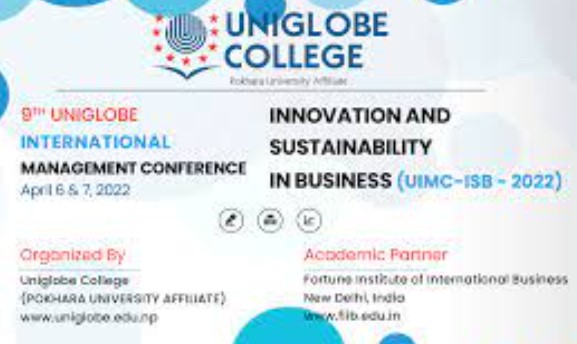 UNIGLOBE
COLLEGE
Pokhara University Affiliate
9TH UNIGLOBE
INTERNATIONAL
MANAGEMENT CONFERENCE
April 6 & 7, 2022
INNOVATION AND
SUSTAINABILITY
IN BUSINESS (UIMC-ISB - 2022)
Organized By
Uniglobe College
(POKHARA UNIVERSITY AFFILIATE)
www.uniglobe.edu.np
Academic Partner
Fortune Institute of International Business
New Delhi, India
www.fiib.edu.in